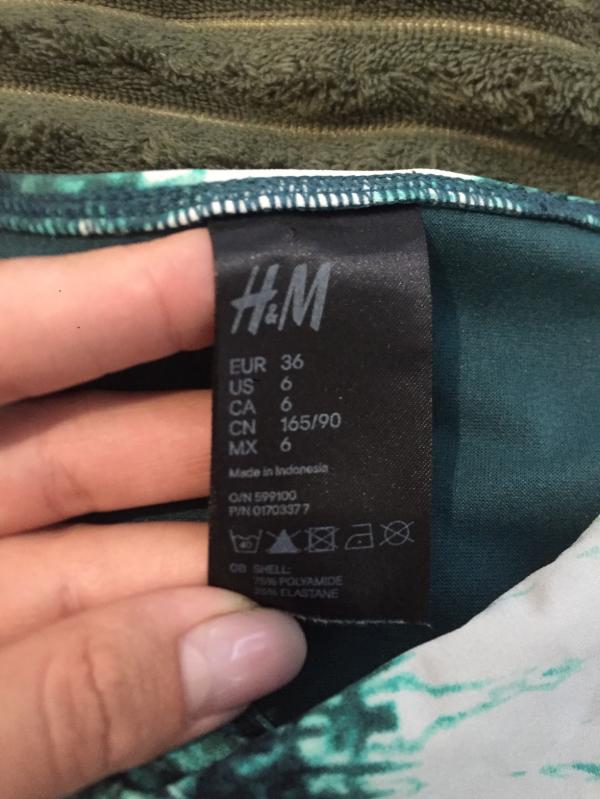 H&M
EUR 36
US 6
CA 6
CN 165/90
MX 6
Made in Indonesia
O/N 599100
P/N 01703377
40
GB SHELL:
75% POLYAMIDE
25% ELASTANE